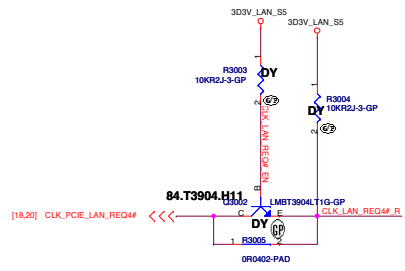 3D3V_LAN_S5
3D3V_LAN_S5
1
R3003
DY
10KR2J-3-GP
2
1
R3004
DY
10KR2J-3-GP
2
CLK_LAN_REQ#_EN
84.T3904.H11
B
Q3002
LMBT3904LT1G-GP
[18,20] CLK_PCIE_LAN_REQ4#
C
E
CLK_LAN_REQ4#_R
DY
GP
1
R3005
2
0R0402-PAD